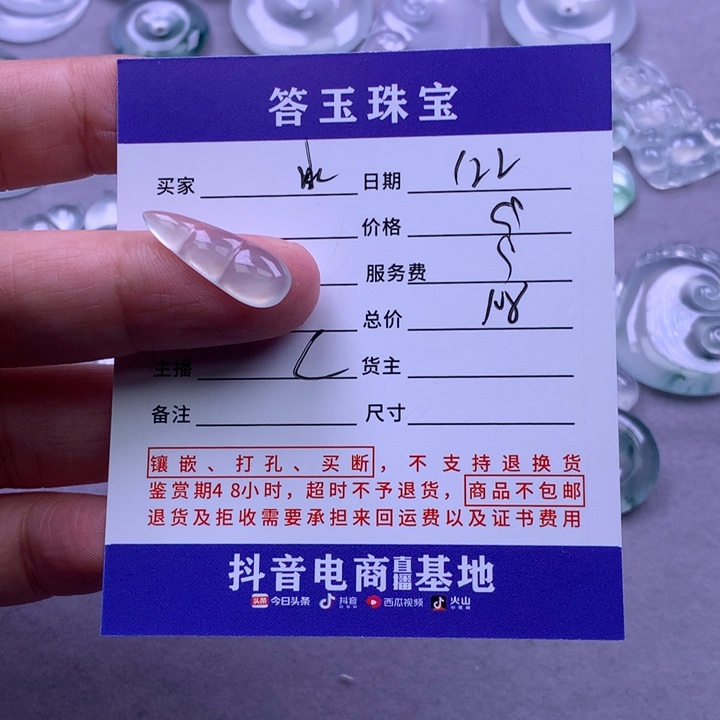 答玉珠宝
买家 日期 122
价格
服务费
总价
主播 货主
备注 尺寸
镶嵌、打孔、买断，不支持退换货
鉴赏期48小时，超时不予退货，商品不包邮
退货及拒收需要承担来回运费以及证书费用
抖音电商直播基地
头条 今日头条 抖音 西瓜视频 火山